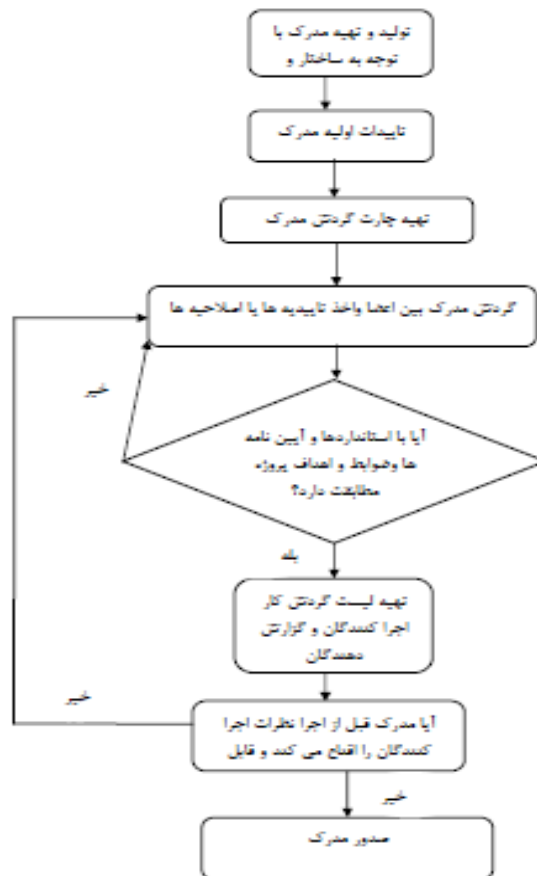 تولید و تهیه مدرک با
توجه به ساختار و
تاییدات اولیه مدرک
تهیه چارت گردش مدرک
گردش مدرک بین اعضا واخذ تاییدیه ها یا اصلاحیه ها
خیر
آیا با استانداردها و آیین نامه
ها وضوابط و اهداف پروژه
مطابقت دارد؟
بله
تهیه لیست گردش کار
اجرا کنندگان و گزارش
دهندگان
خیر
آیا مدرک قبل از اجرا نظرات اجرا
کنندگان را اقناع می کند و قابل
خیر
صدور مدرک